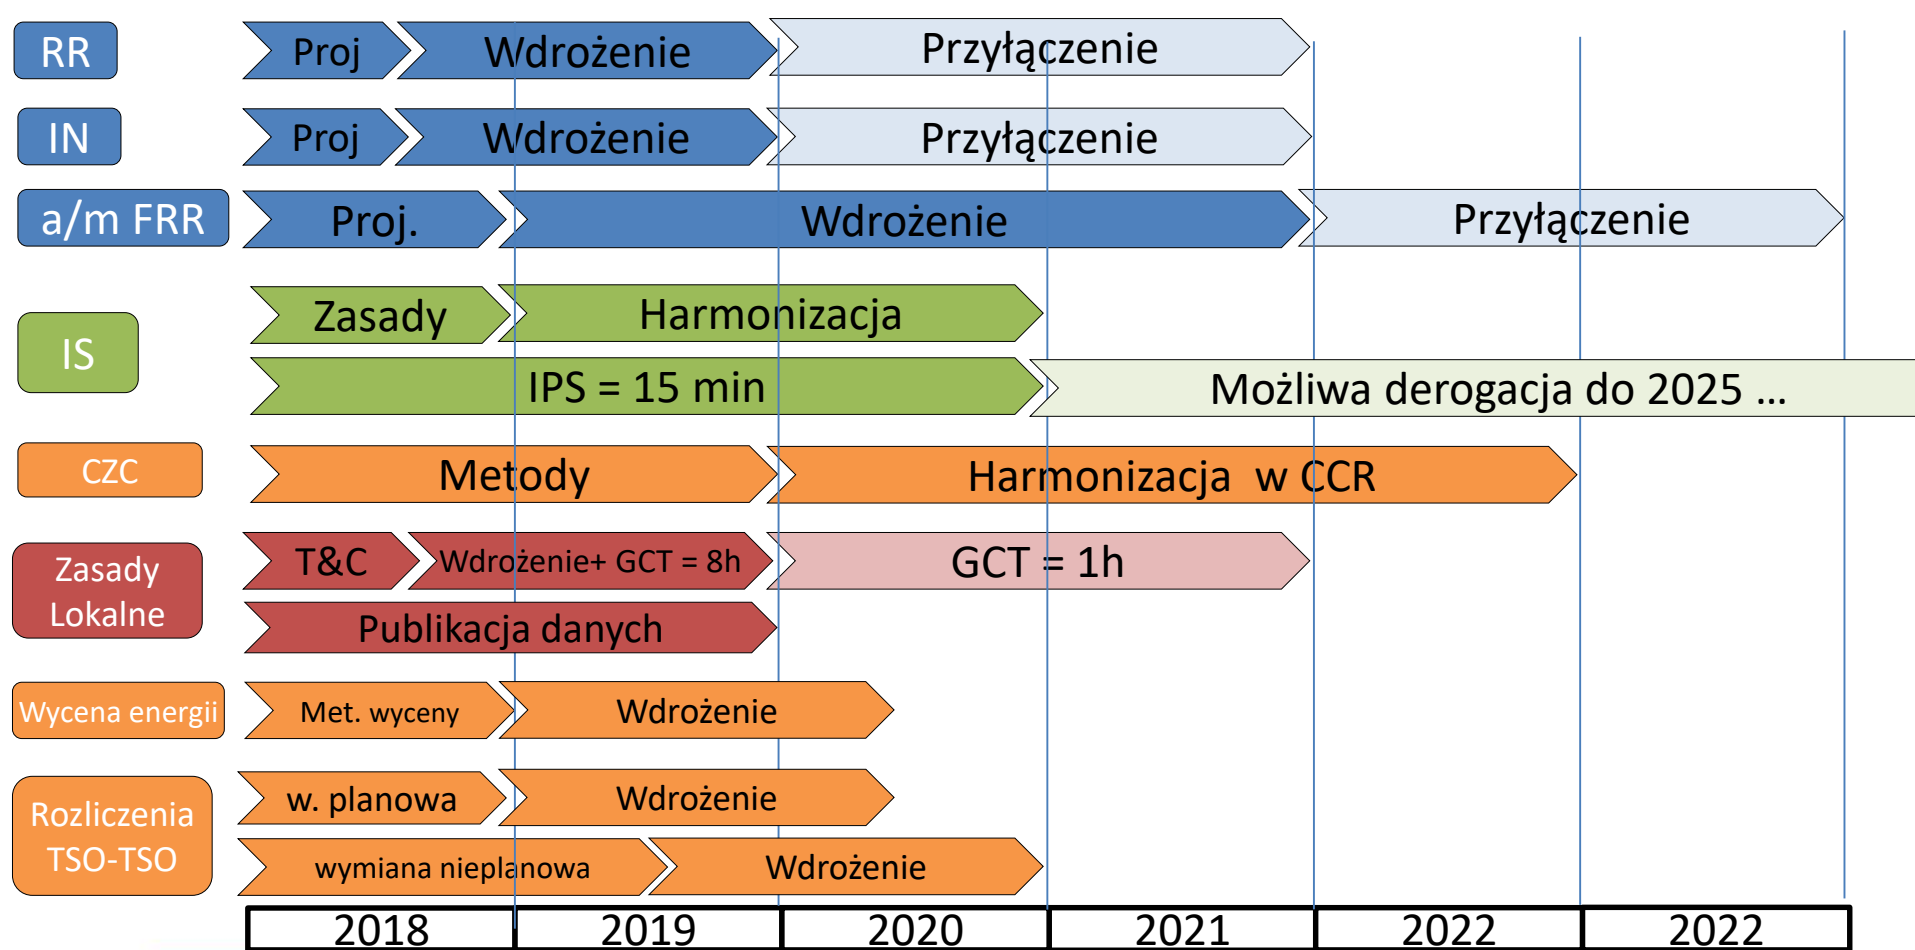 RR
Proj
Wdrożenie
Przyłączenie
IN
Proj
Wdrożenie
Przyłączenie
a/m FRR
Proj.
Wdrożenie
Przyłączenie
IS
Zasady
Harmonizacja
IPS = 15 min
Możliwa derogacja do 2025 ...
CZC
Metody
Harmonizacja w CCR
Zasady
Lokalne
T&C
Wdrożenie+ GCT = 8h
GCT = 1h
Publikacja danych
Wycena energii
Met. wyceny
Wdrożenie
Rozliczenia
TSO-TSO
w. planowa
Wdrożenie
wymiana nieplanowa
Wdrożenie
2018
2019
2020
2021
2022
2022